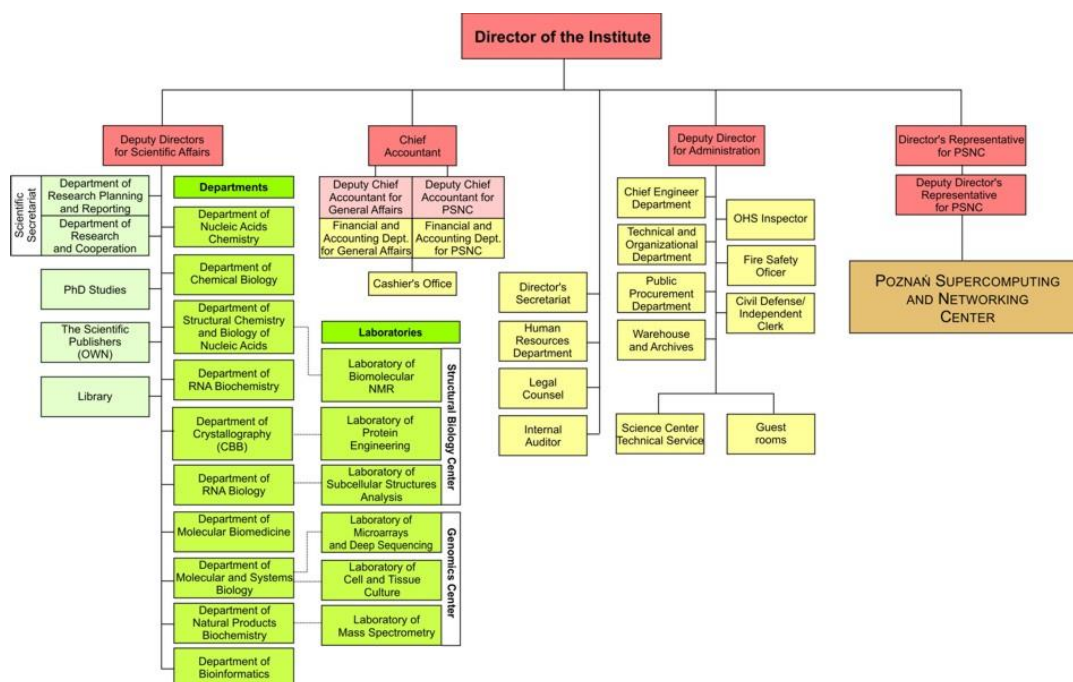 Director of the Institute
Deputy Directors
for Scientific Affairs
Scientific
Secretariat
Department of
Research Planning
and Reporting
Department of
Research
and Cooperation
PhD Studies
The Scientific
Publishers
(OWN)
Library
Departments
Department of
Nucleic Acids
Chemistry
Department of
Chemical Biology
Department of
Structural Chemistry
and Biology of
Nucleic Acids
Department of
RNA Biochemistry
Department of
Crystallography
(CBB)
Department of
RNA Biology
Department of
Molecular Biomedicine
Department of
Molecular and Systems
Biology
Department of
Natural Products
Biochemistry
Department of
Bioinformatics
Chief
Accountant
Deputy Chief
Accountant for
General Affairs
Deputy Chief
Accountant for
PSNC
Financial and
Accounting Dept.
for General Affairs
Financial and
Accounting Dept.
for PSNC
Cashier's Office
Laboratories
Laboratory of
Biomolecular
NMR
Laboratory of
Protein
Engineering
Laboratory of
Subcellular Structures
Analysis
Structural Biology Center
Laboratory of
Microarrays
and Deep Sequencing
Laboratory of
Cell and Tissue
Culture
Laboratory of
Mass Spectrometry
Genomics Center
Director's
Secretariat
Human
Resources
Department
Legal
Counsel
Internal
Auditor
Deputy Director
for Administration
Chief Engineer
Department
Technical and
Organizational
Department
Public
Procurement
Department
Warehouse
and Archives
OHS Inspector
Fire Safety
Oficer
Civil Defense/
Independent
Clerk
Science Center
Technical Service
Guest
rooms
Director's Representative
for PSNC
Deputy Director's
Representative
for PSNC
POZNAŃ SUPERCOMPUTING
AND NETWORKING
CENTER